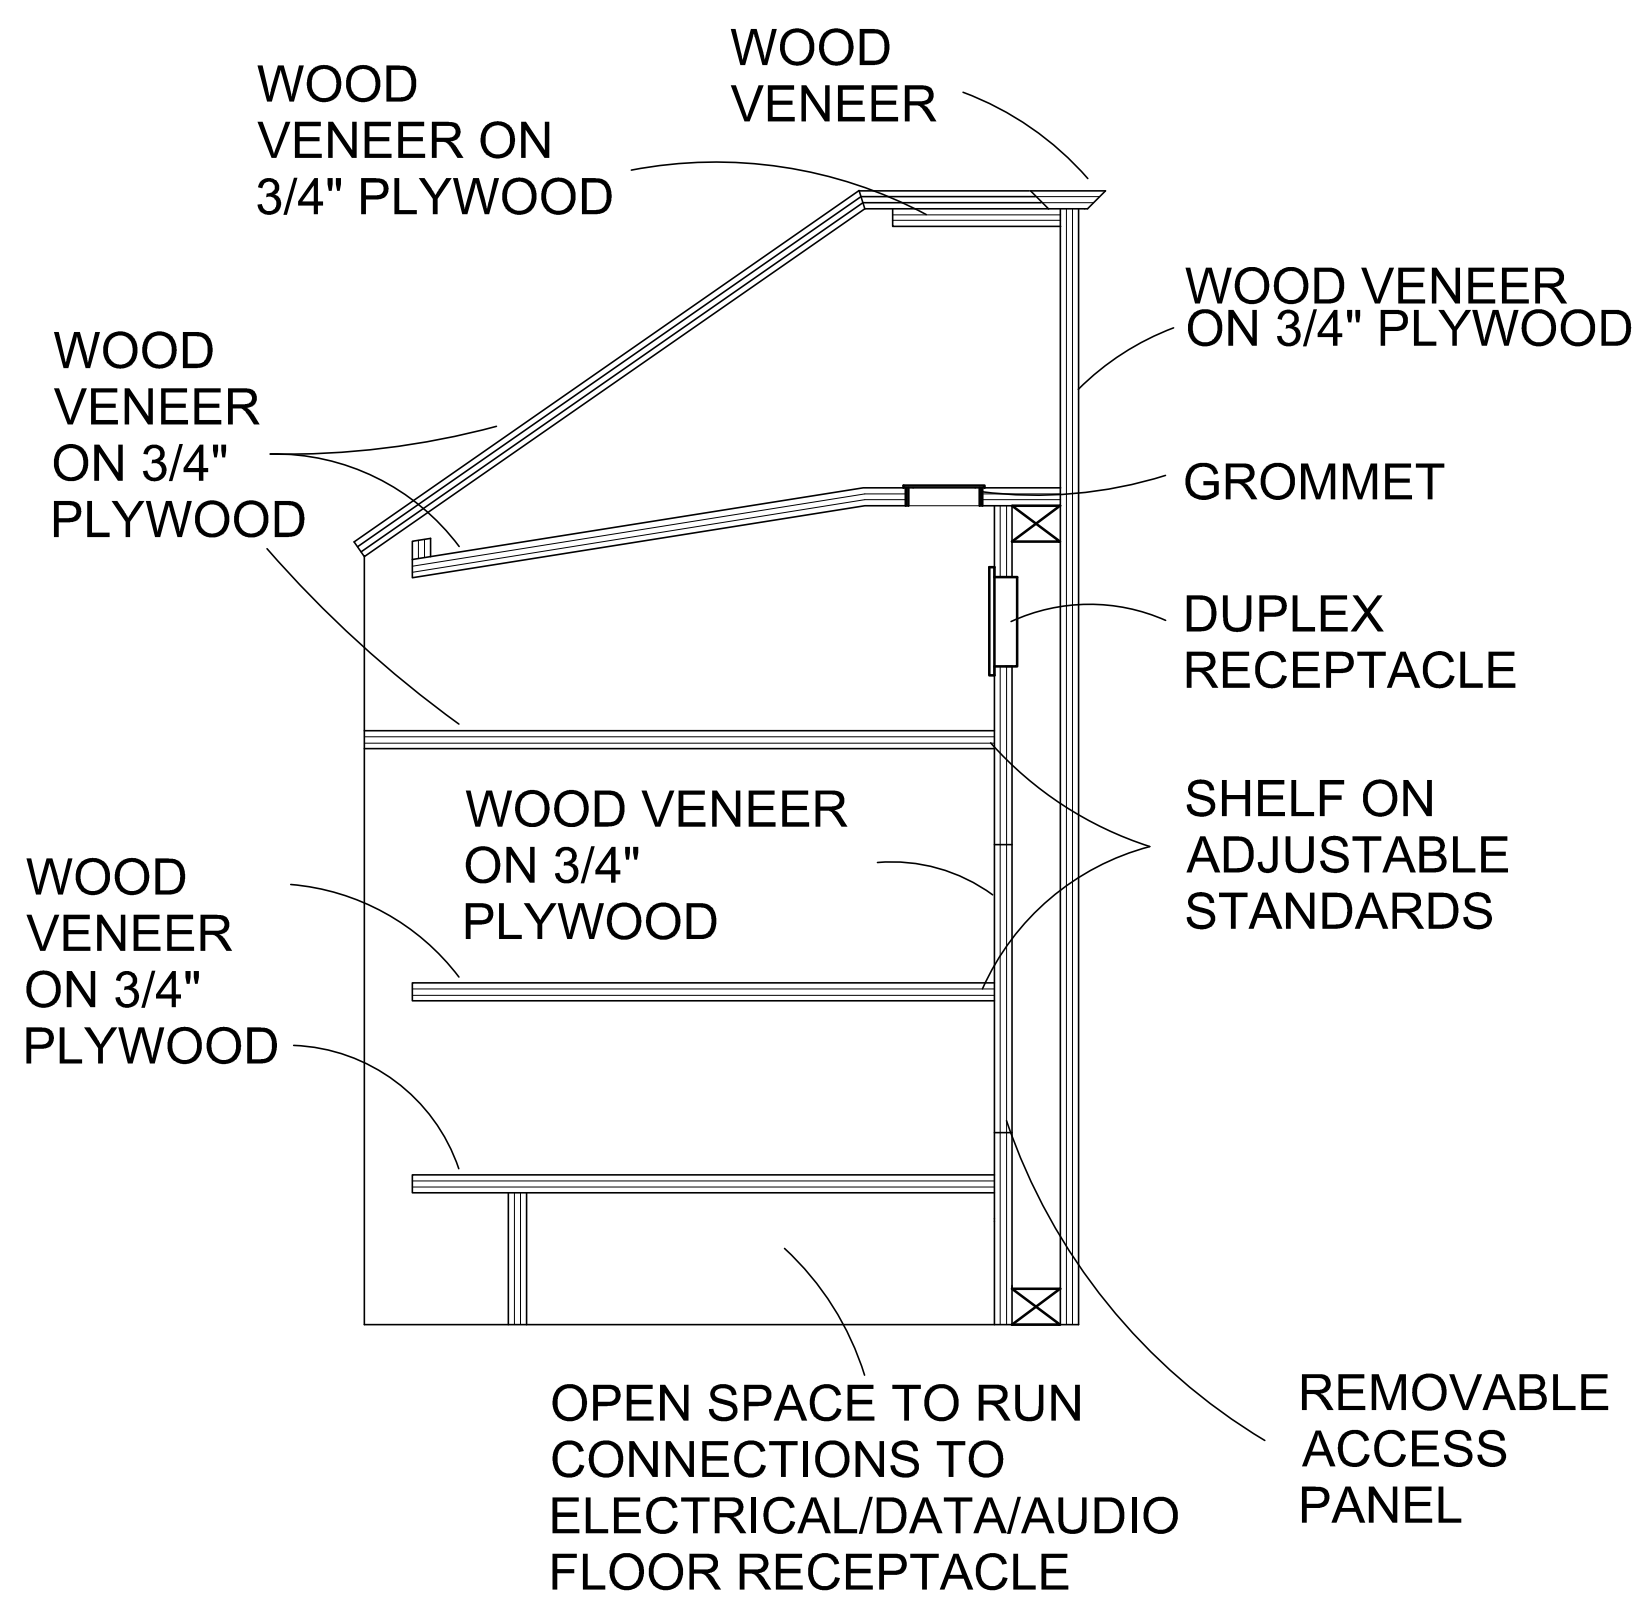 WOOD
VENEER
WOOD
VENEER ON
3/4" PLYWOOD
WOOD VENEER
ON 3/4" PLYWOOD
WOOD
VENEER
ON 3/4"
PLYWOOD
GROMMET
DUPLEX
RECEPTACLE
WOOD VENEER
ON 3/4"
PLYWOOD
SHELF ON
ADJUSTABLE
STANDARDS
WOOD
VENEER
ON 3/4"
PLYWOOD
OPEN SPACE TO RUN
CONNECTIONS TO
ELECTRICAL/DATA/AUDIO
FLOOR RECEPTACLE
REMOVABLE
ACCESS
PANEL